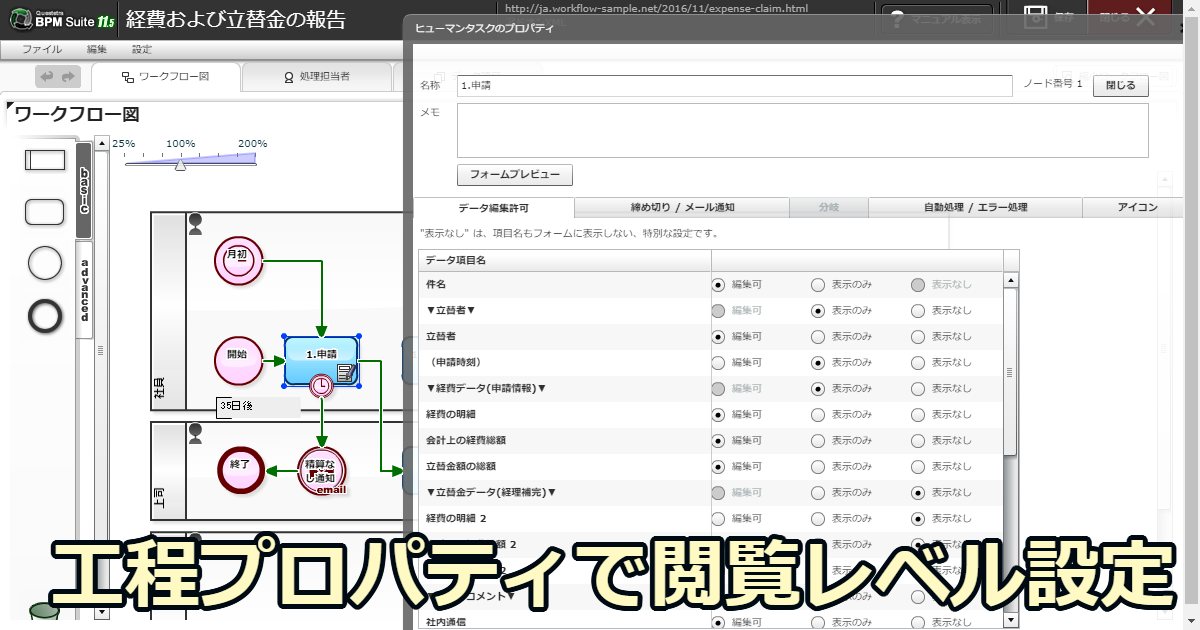 Questetra
BPM Suite 11.5
経費および立替金の報告
http://ja.workflow-sample.net/2016/11/expense-claim.html
? マニュアル表示
保存
閉じる
ファイル 編集 設定
ワークフロー図
処理担当者
ワークフロー図
basic
advanced
25% 100% 200%
社員
月初
開始
1.申請
35日後
上司
終了
精算なし通知
email
ヒューマンタスクのプロパティ
名称
1.申請
ノード番号 1
閉じる
メモ
フォームプレビュー
データ編集許可
締め切り / メール通知
分岐
自動処理 / エラー処理
アイコン
"表示なし" は、項目名もフォームに表示しない、特別な設定です。
データ項目名
件名 編集可 表示のみ 表示なし
▼立替者▼ 編集可 表示のみ 表示なし
立替者 編集可 表示のみ 表示なし
（申請時刻） 編集可 表示のみ 表示なし
▼経費データ(申請情報)▼ 編集可 表示のみ 表示なし
経費の明細 編集可 表示のみ 表示なし
会計上の経費総額 編集可 表示のみ 表示なし
立替金額の総額 編集可 表示のみ 表示なし
▼立替金データ(経理補完)▼ 編集可 表示のみ 表示なし
経費の明細 2 編集可 表示のみ 表示なし
社内通信 編集可 表示のみ 表示なし
工程プロパティで閲覧レベル設定